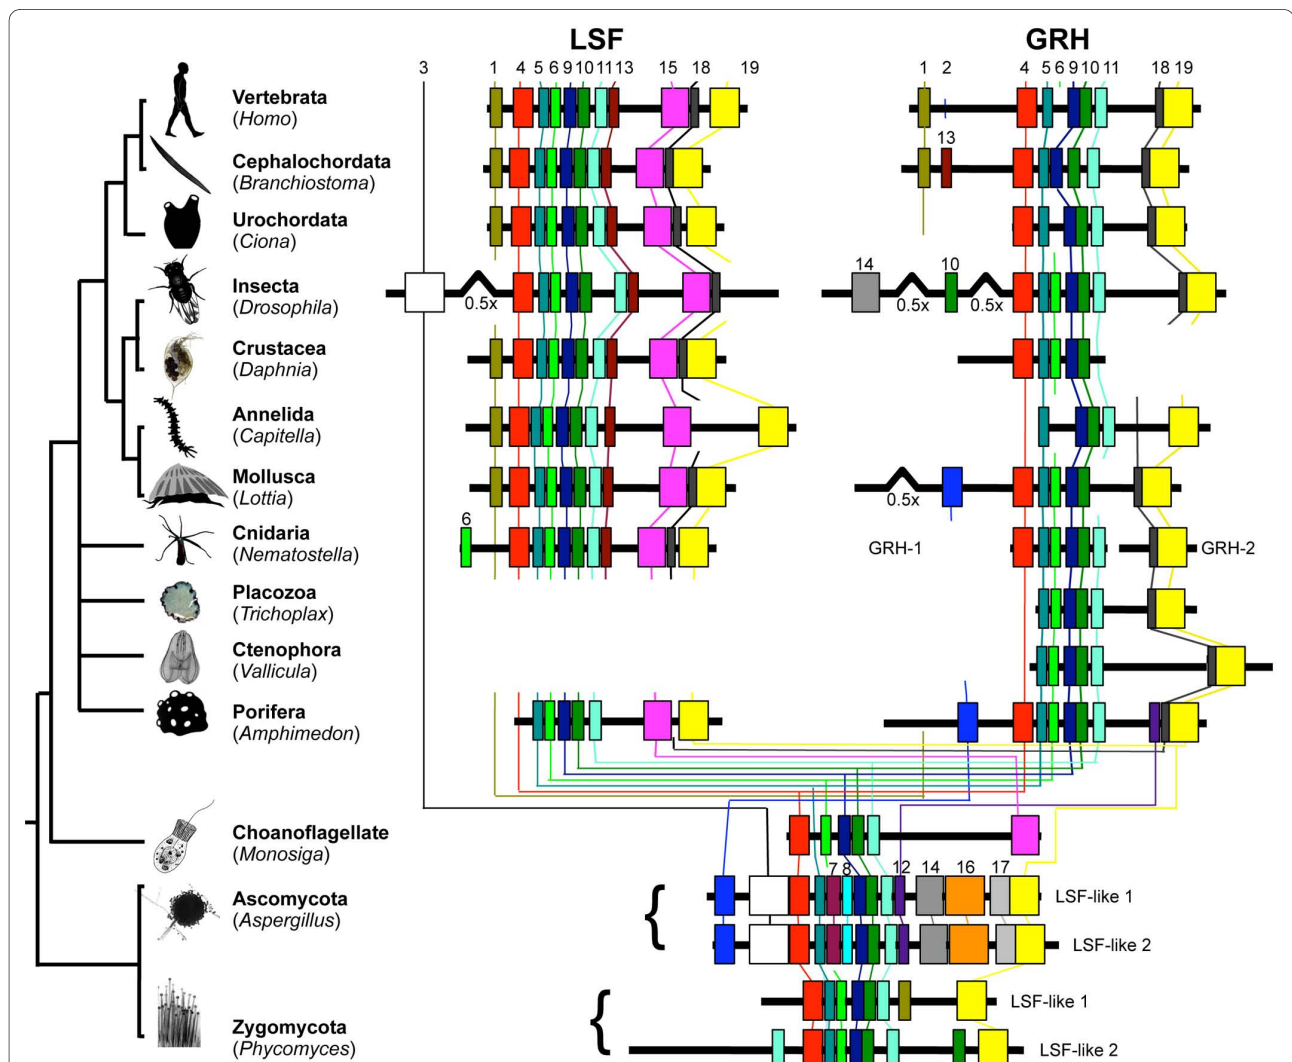 LSF GRH
3 1 4 5 6 9 10 11 13 15 18 19 1 2 4 5 6 9 10 11 18 19
Vertebrata
(Homo)
13
Cephalochordata
(Branchiostoma)
Urochordata
(Ciona)
14 10
Insecta
(Drosophila)
0.5x 0.5x 0.5x
Crustacea
(Daphnia)
Annelida
(Capitella)
Mollusca
(Lottia)
0.5x
6
Cnidaria
(Nematostella)
GRH-1 GRH-2
Placozoa
(Trichoplax)
Ctenophora
(Vallicula)
Porifera
(Amphimedon)
Choanoflagellate
(Monosiga)
7 8 12 14 16 17
Ascomycota
(Aspergillus)
{ LSF-like 1
LSF-like 2
{ LSF-like 1
Zygomycota
(Phycomyces)
LSF-like 2